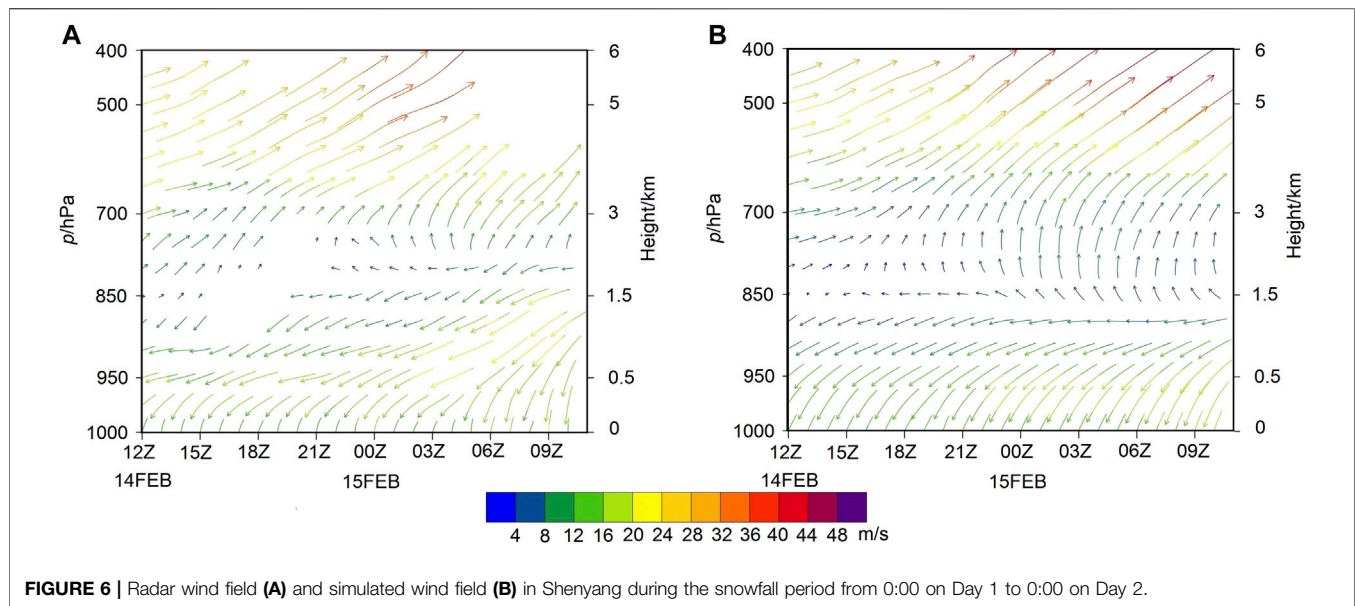 A
400
500
700
850
950
1000
p/hPa
6
5
3
1.5
0.5
0
Height/km
12Z 15Z 18Z 21Z 00Z 03Z 06Z 09Z
14FEB 15FEB
B
400
500
700
850
950
1000
p/hPa
6
5
3
1.5
0.5
0
Height/km
12Z 15Z 18Z 21Z 00Z 03Z 06Z 09Z
14FEB 15FEB
4 8 12 16 20 24 28 32 36 40 44 48 m/s
FIGURE 6 | Radar wind field (A) and simulated wind field (B) in Shenyang during the snowfall period from 0:00 on Day 1 to 0:00 on Day 2.